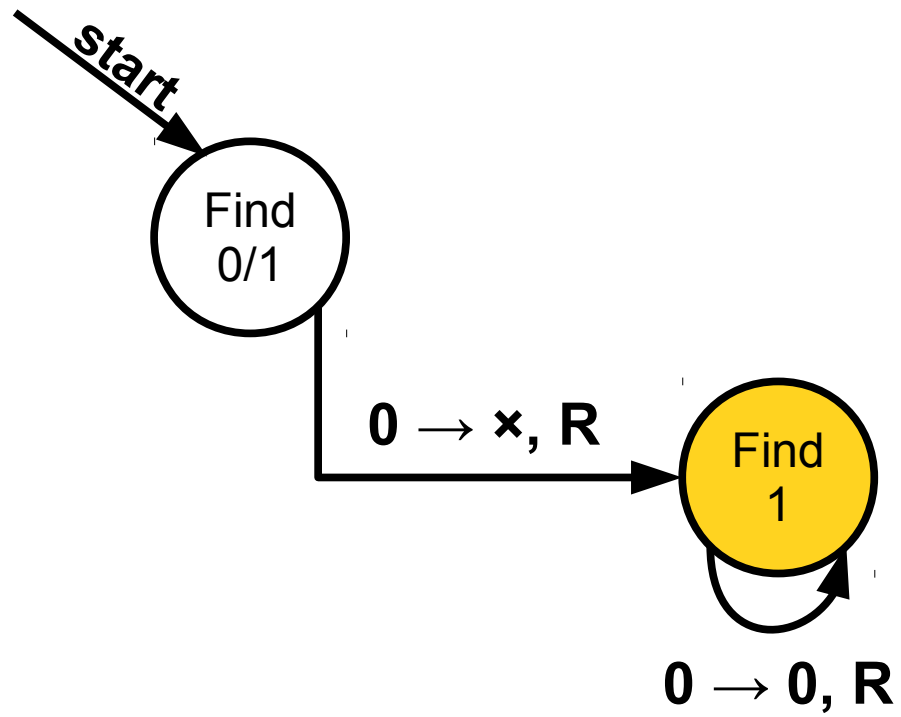 start
Find
0/1
0 → ×, R
Find
1
0 → 0, R